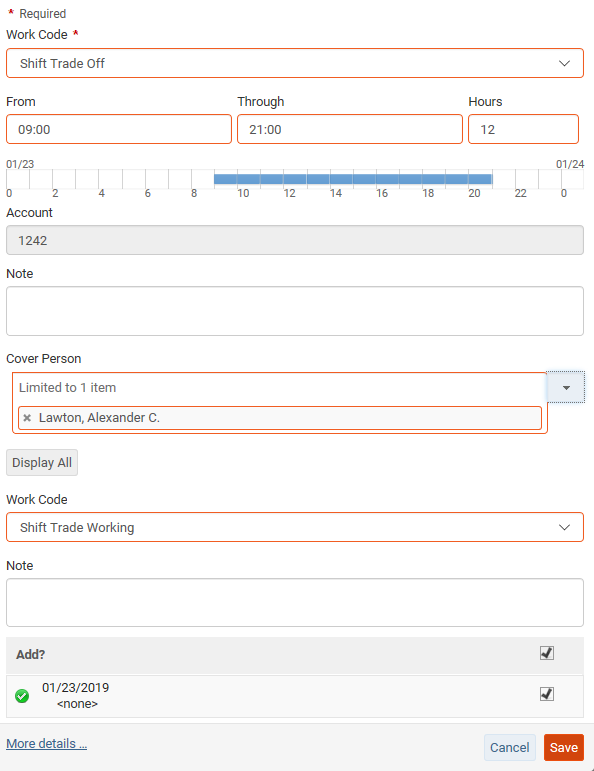 * Required
Work Code *
Shift Trade Off
From Through Hours
09:00 21:00 12
01/23 01/24
0 2 4 6 8 10 12 14 16 18 20 22 0
Account
1242
Note
Cover Person
Limited to 1 item
Lawton, Alexander C.
Display All
Work Code
Shift Trade Working
Note
Add?
01/23/2019
<none>
More details ... Cancel Save